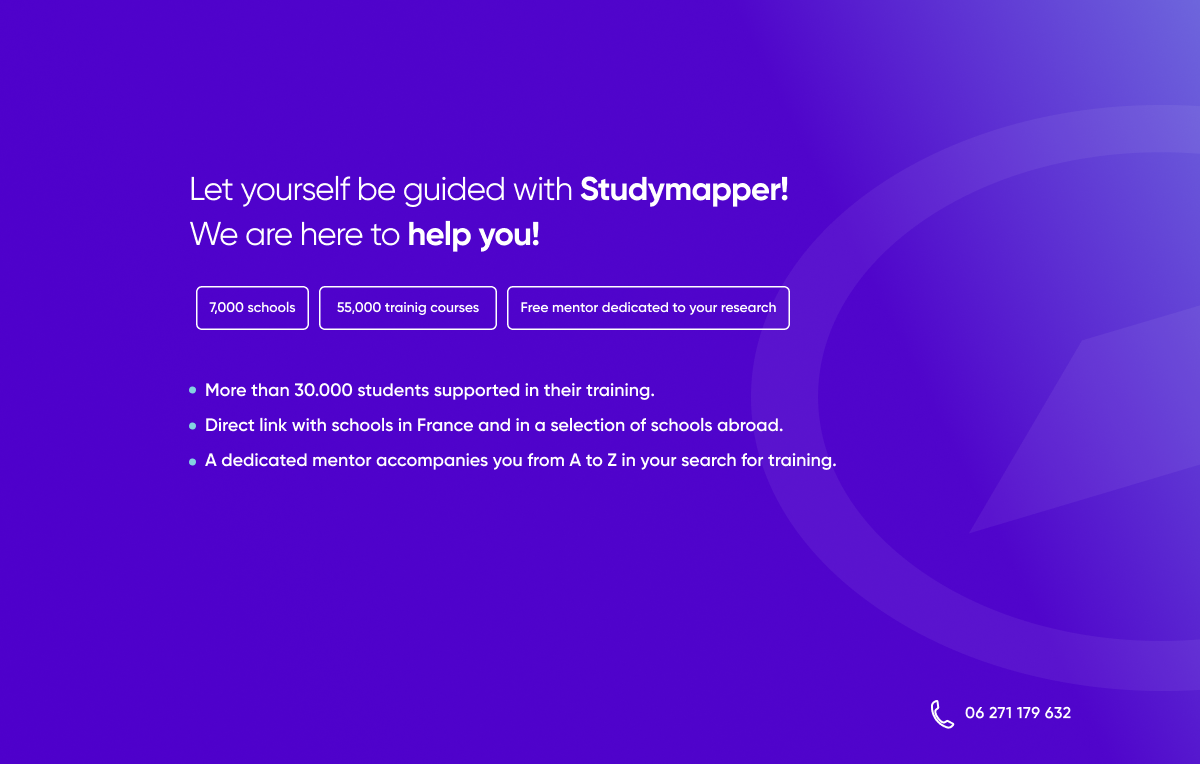 Let yourself be guided with Studymapper!
We are here to help you!
7,000 schools
55,000 trainig courses
Free mentor dedicated to your research
More than 30.000 students supported in their training.
Direct link with schools in France and in a selection of schools abroad.
A dedicated mentor accompanies you from A to Z in your search for training.
06 271 179 632